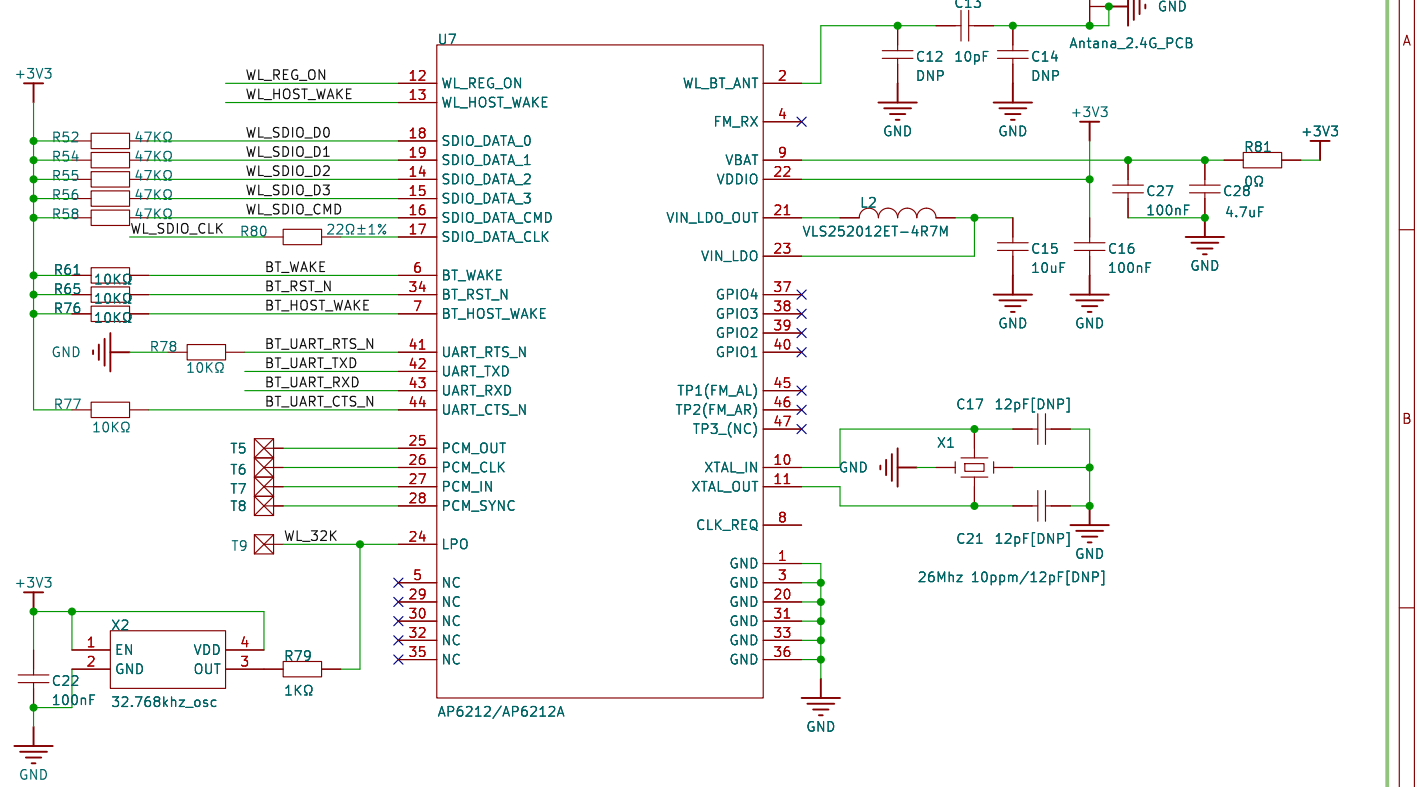 C13
GND
A
U7
Antana_2.4G_PCB
C12
10pF
C14
DNP
DNP
+3V3
WL_REG_ON
12
WL_REG_ON
WL_BT_ANT
2
WL_HOST_WAKE
13
WL_HOST_WAKE
GND
GND
+3V3
4
FM_RX
R52
47KΩ
WL_SDIO_D0
18
SDIO_DATA_0
R54
47KΩ
WL_SDIO_D1
19
SDIO_DATA_1
VBAT
9
R81
+3V3
0Ω
R55
47KΩ
WL_SDIO_D2
14
SDIO_DATA_2
VDDIO
22
R56
47KΩ
WL_SDIO_D3
15
SDIO_DATA_3
C27
100nF
C28
4.7uF
R58
47KΩ
WL_SDIO_CMD
16
SDIO_DATA_CMD
VIN_LDO_OUT
21
L2
VLS252012ET-4R7M
WL_SDIO_CLK
R80
22Ω±1%
17
SDIO_DATA_CLK
VIN_LDO
23
C15
10uF
C16
100nF
GND
R61
10KΩ
BT_WAKE
6
BT_WAKE
R65
10KΩ
BT_RST_N
34
BT_RST_N
GPIO4
37
R76
10KΩ
BT_HOST_WAKE
7
BT_HOST_WAKE
GPIO3
38
GND
GND
GPIO2
39
GND
R78
10KΩ
BT_UART_RTS_N
41
UART_RTS_N
GPIO1
40
BT_UART_TXD
42
UART_TXD
BT_UART_RXD
43
UART_RXD
TP1(FM_AL)
45
R77
10KΩ
BT_UART_CTS_N
44
UART_CTS_N
TP2(FM_AR)
46
TP3_(NC)
47
C17 12pF[DNP]
B
T5
25
PCM_OUT
X1
T6
26
PCM_CLK
XTAL_IN
10
GND
T7
27
PCM_IN
XTAL_OUT
11
T8
28
PCM_SYNC
CLK_REQ
8
C21 12pF[DNP]
GND
T9
WL_32K
24
LPO
GND
1
26Mhz 10ppm/12pF[DNP]
+3V3
5
NC
GND
3
29
NC
GND
20
30
NC
GND
31
32
NC
GND
33
35
NC
GND
36
X2
1
EN
VDD
4
2
GND
OUT
3
R79
1KΩ
C22
100nF
32.768khz_osc
AP6212/AP6212A
GND
GND